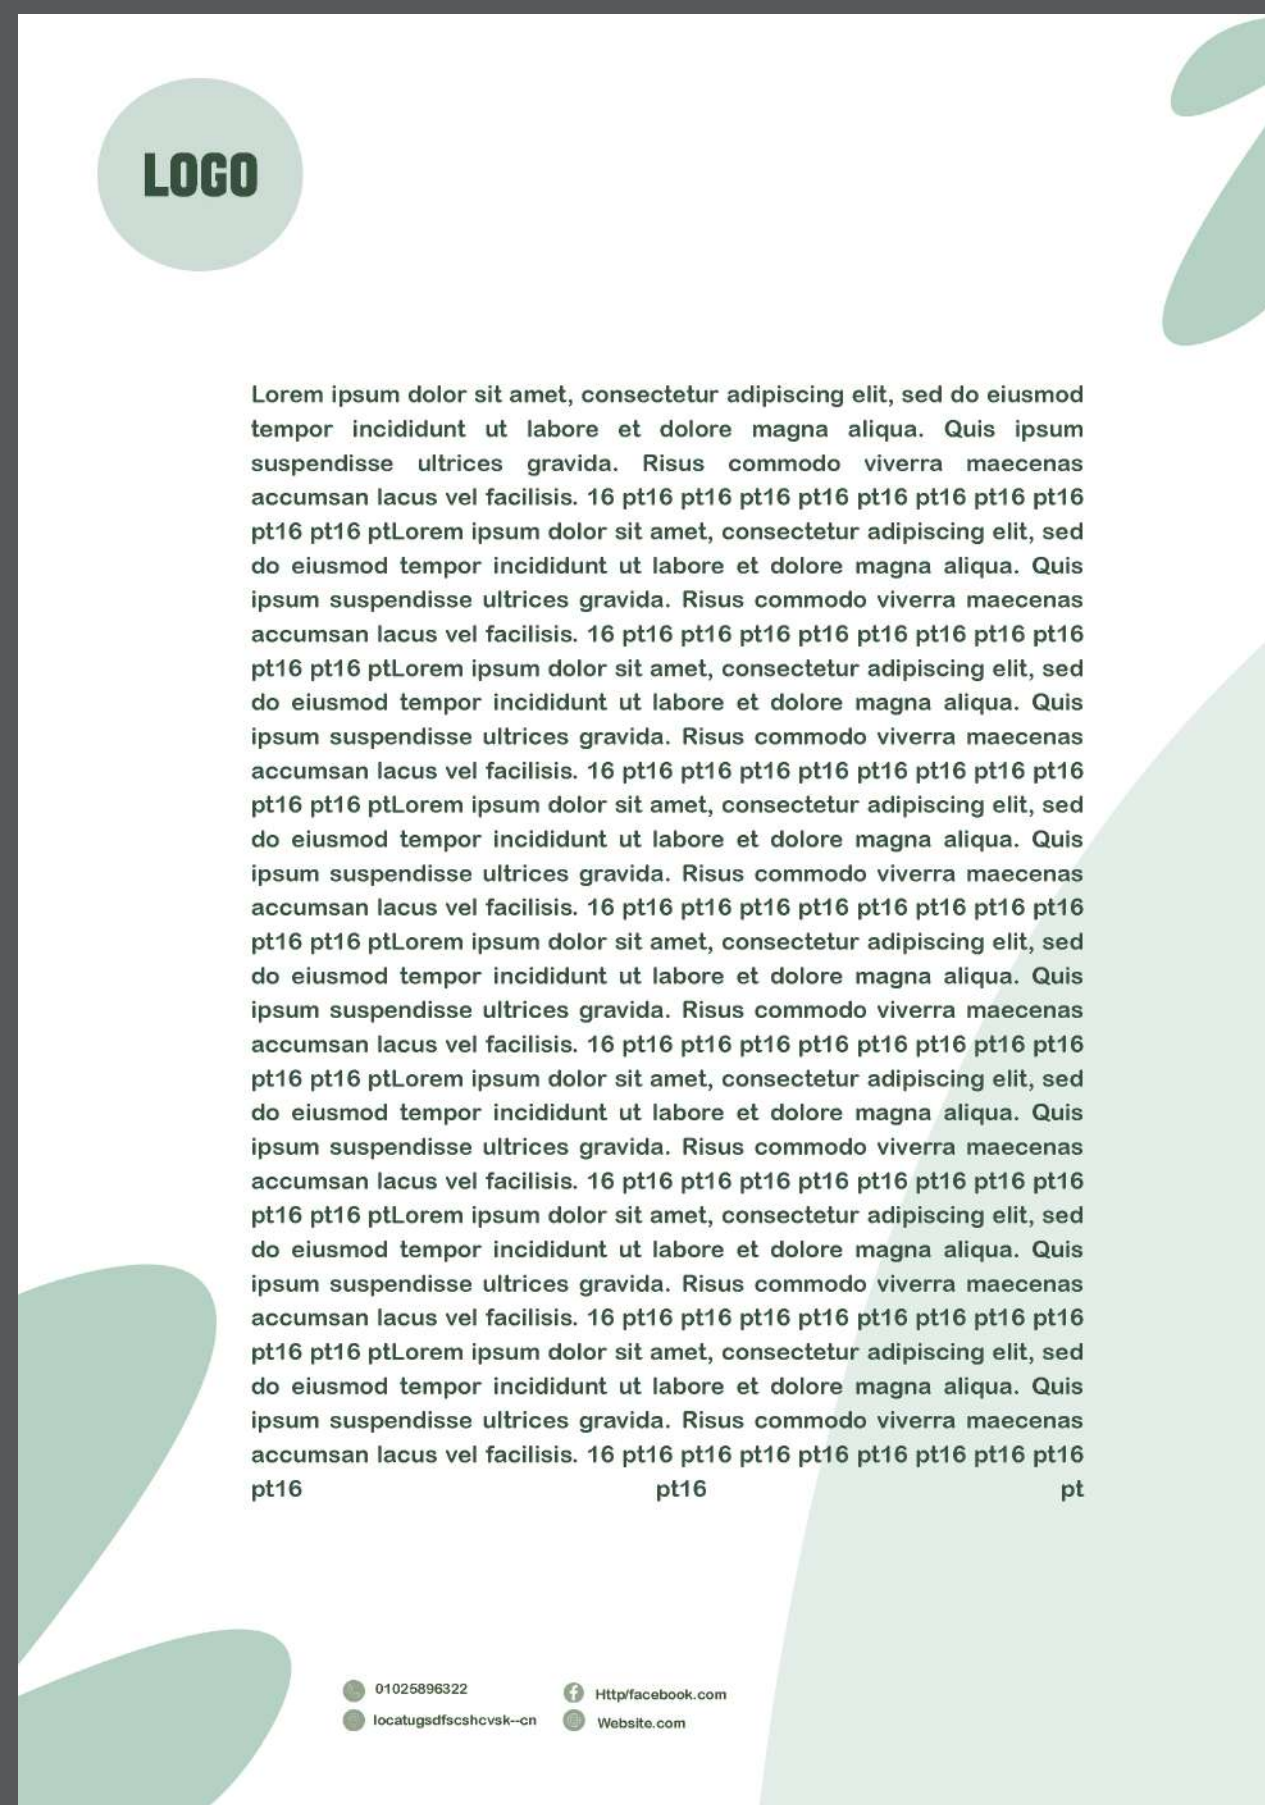 LOGO
Lorem ipsum dolor sit amet, consectetur adipiscing elit, sed do eiusmod
tempor incididunt ut labore et dolore magna aliqua. Quis ipsum
suspendisse ultrices gravida. Risus commodo viverra maecenas
accumsan lacus vel facilisis. 16 pt16 pt16 pt16 pt16 pt16 pt16 pt16 pt16
pt16 pt16 ptLorem ipsum dolor sit amet, consectetur adipiscing elit, sed
do eiusmod tempor incididunt ut labore et dolore magna aliqua. Quis
ipsum suspendisse ultrices gravida. Risus commodo viverra maecenas
accumsan lacus vel facilisis. 16 pt16 pt16 pt16 pt16 pt16 pt16 pt16 pt16
pt16 pt16 ptLorem ipsum dolor sit amet, consectetur adipiscing elit, sed
do eiusmod tempor incididunt ut labore et dolore magna aliqua. Quis
ipsum suspendisse ultrices gravida. Risus commodo viverra maecenas
accumsan lacus vel facilisis. 16 pt16 pt16 pt16 pt16 pt16 pt16 pt16 pt16
pt16 pt16 ptLorem ipsum dolor sit amet, consectetur adipiscing elit, sed
do eiusmod tempor incididunt ut labore et dolore magna aliqua. Quis
ipsum suspendisse ultrices gravida. Risus commodo viverra maecenas
accumsan lacus vel facilisis. 16 pt16 pt16 pt16 pt16 pt16 pt16 pt16 pt16
pt16 pt16 ptLorem ipsum dolor sit amet, consectetur adipiscing elit, sed
do eiusmod tempor incididunt ut labore et dolore magna aliqua. Quis
ipsum suspendisse ultrices gravida. Risus commodo viverra maecenas
accumsan lacus vel facilisis. 16 pt16 pt16 pt16 pt16 pt16 pt16 pt16 pt16
pt16 pt16 ptLorem ipsum dolor sit amet, consectetur adipiscing elit, sed
do eiusmod tempor incididunt ut labore et dolore magna aliqua. Quis
ipsum suspendisse ultrices gravida. Risus commodo viverra maecenas
accumsan lacus vel facilisis. 16 pt16 pt16 pt16 pt16 pt16 pt16 pt16 pt16
pt16 pt16 ptLorem ipsum dolor sit amet, consectetur adipiscing elit, sed
do eiusmod tempor incididunt ut labore et dolore magna aliqua. Quis
ipsum suspendisse ultrices gravida. Risus commodo viverra maecenas
accumsan lacus vel facilisis. 16 pt16 pt16 pt16 pt16 pt16 pt16 pt16 pt16
pt16 pt16 ptLorem ipsum dolor sit amet, consectetur adipiscing elit, sed
do eiusmod tempor incididunt ut labore et dolore magna aliqua. Quis
ipsum suspendisse ultrices gravida. Risus commodo viverra maecenas
accumsan lacus vel facilisis. 16 pt16 pt16 pt16 pt16 pt16 pt16 pt16 pt16
pt16 pt16 pt
01025896322
Http/facebook.com
locatugsdfscshcvsk--cn
Website.com